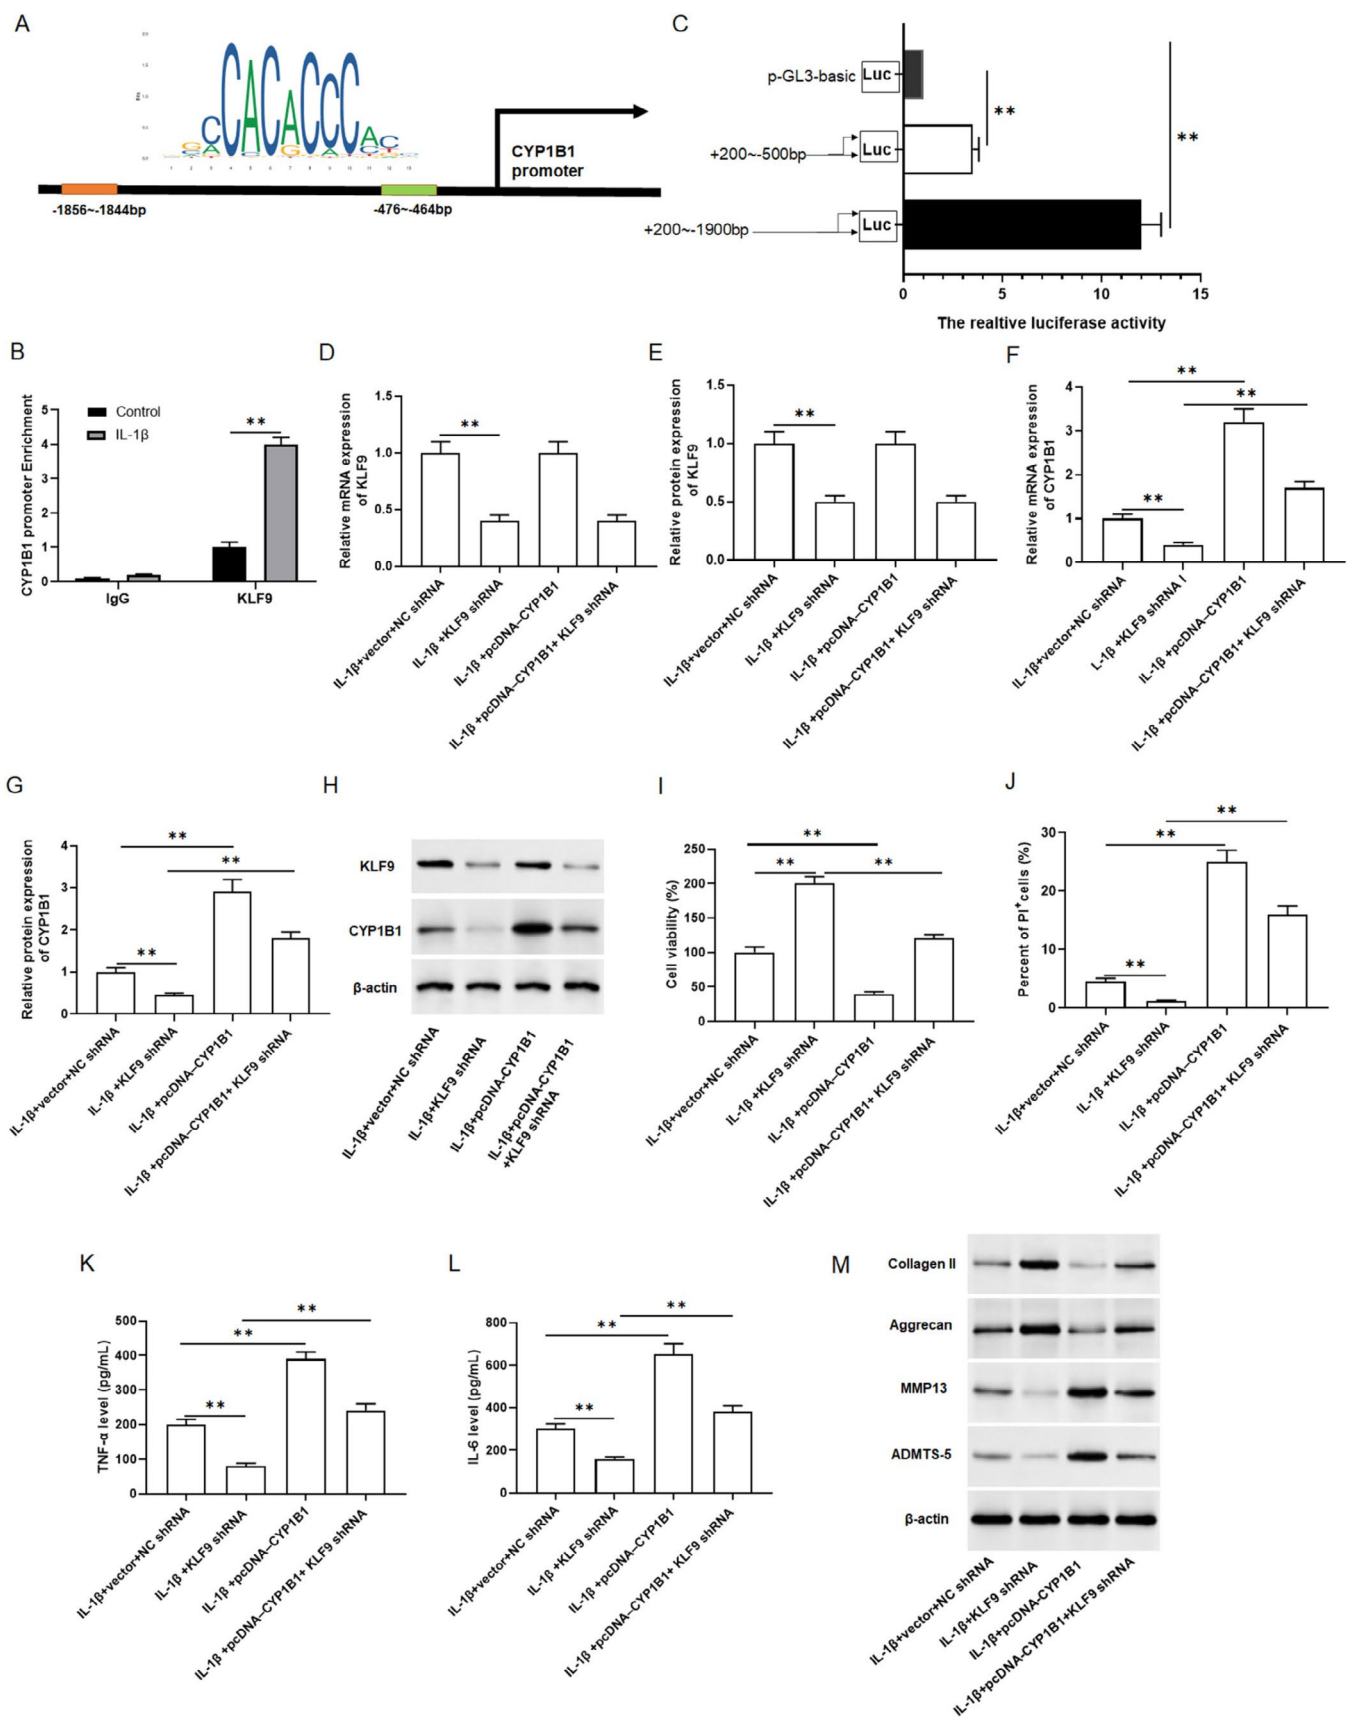 A
CYP1B1
promoter
-1856~-1844bp
-476~-464bp
C
p-GL3-basic
Luc
**
+200~-500bp
Luc
**
+200~-1900bp
Luc
0 5 10 15
The realtive luciferase activity
B
CYP1B1 promoter Enrichment
5
4
3
2
1
0
Control
IL-1β
**
IgG KLF9
D
Relative mRNA expression
of KLF9
1.5
1.0
0.5
0.0
**
IL-1β+vector+NC shRNA
IL-1β +KLF9 shRNA
IL-1β +pcDNA–CYP1B1
IL-1β +pcDNA–CYP1B1+ KLF9 shRNA
E
Relative protein expression
of KLF9
1.5
1.0
0.5
0.0
**
IL-1β+vector+NC shRNA
IL-1β +KLF9 shRNA
IL-1β +pcDNA–CYP1B1
IL-1β +pcDNA–CYP1B1+ KLF9 shRNA
F
Relative mRNA expression
of CYP1B1
4
3
2
1
0
**
**
**
IL-1β+vector+NC shRNA
L-1β +KLF9 shRNA I
IL-1β +pcDNA–CYP1B1
IL-1β +pcDNA–CYP1B1+ KLF9 shRNA
G
Relative protein expression
of CYP1B1
4
3
2
1
0
**
**
**
IL-1β+vector+NC shRNA
IL-1β +KLF9 shRNA
IL-1β +pcDNA–CYP1B1
IL-1β +pcDNA–CYP1B1+ KLF9 shRNA
H
KLF9
CYP1B1
β-actin
IL-1β+vector+NC shRNA
IL-1β+KLF9 shRNA
IL-1β+pcDNA-CYP1B1
IL-1β+pcDNA-CYP1B1
+KLF9 shRNA
I
Cell viability (%)
250
200
150
100
50
0
**
**
**
IL-1β+vector+NC shRNA
IL-1β +KLF9 shRNA
IL-1β +pcDNA–CYP1B1
IL-1β +pcDNA–CYP1B1+ KLF9 shRNA
J
Percent of PI⁺cells (%)
30
20
10
0
**
**
**
IL-1β+vector+NC shRNA
IL-1β +KLF9 shRNA
IL-1β +pcDNA–CYP1B1
IL-1β +pcDNA–CYP1B1+ KLF9 shRNA
K
TNF-α level (pg/mL)
500
400
300
200
100
0
**
**
**
IL-1β+vector+NC shRNA
IL-1β +KLF9 shRNA
IL-1β +pcDNA–CYP1B1
IL-1β +pcDNA–CYP1B1+ KLF9 shRNA
L
IL-6 level (pg/mL)
800
600
400
200
0
**
**
**
IL-1β+vector+NC shRNA
IL-1β +KLF9 shRNA
IL-1β +pcDNA–CYP1B1
IL-1β +pcDNA–CYP1B1+ KLF9 shRNA
M
Collagen II
Aggrecan
MMP13
ADMTS-5
β-actin
IL-1β+vector+NC shRNA
IL-1β+KLF9 shRNA
IL-1β+pcDNA-CYP1B1
IL-1β+pcDNA-CYP1B1+KLF9 shRNA